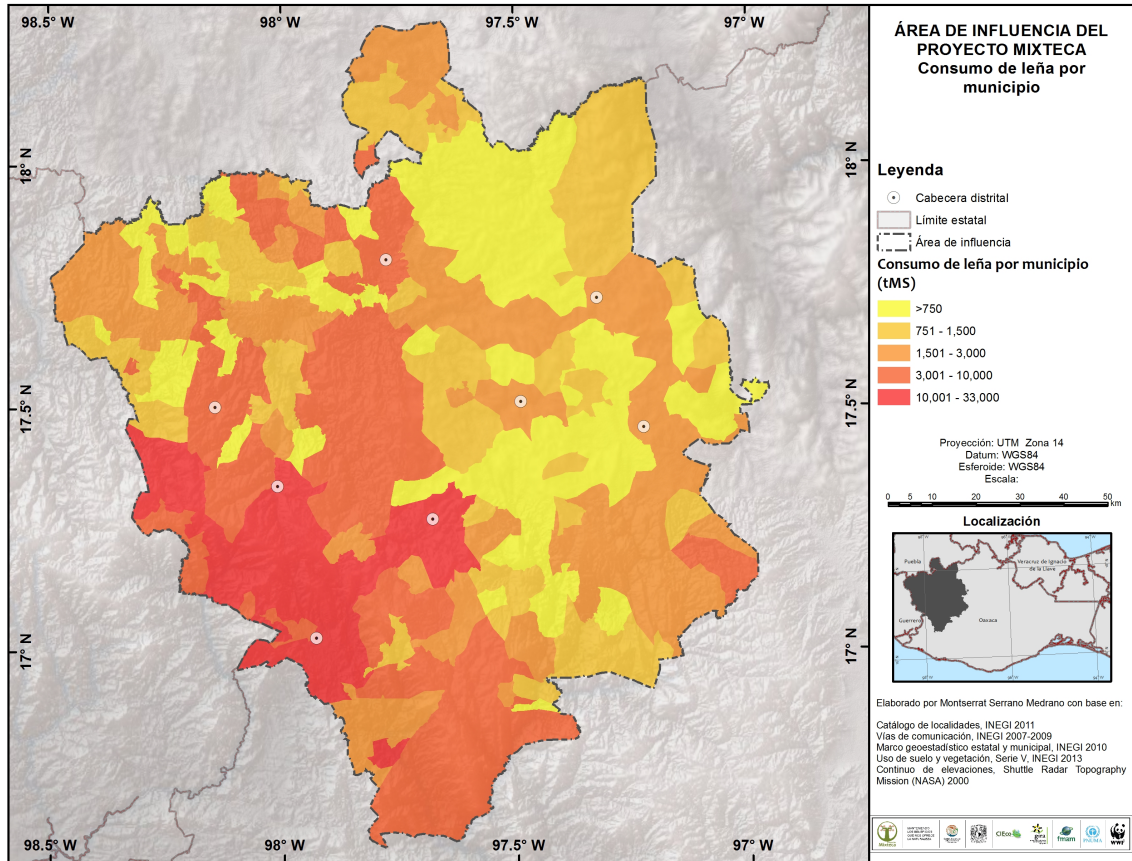 98.5° W
98° W
97.5° W
97° W
18° N
18° N
17.5° N
17.5° N
17° N
17° N
98.5° W
98° W
97.5° W
97° W
ÁREA DE INFLUENCIA DEL
PROYECTO MIXTECA
Consumo de leña por
municipio
Leyenda
Cabecera distrital
Límite estatal
Área de influencia
Consumo de leña por municipio
(tMS)
>750
751 - 1,500
1,501 - 3,000
3,001 - 10,000
10,001 - 33,000
Proyección: UTM Zona 14
Datum: WGS84
Esferoide: WGS84
Escala:
0 5 10 20 30 40 50
km
Localización
Puebla
Veracruz de Ignacio
de la Llave
Guerrero
Oaxaca
Elaborado por Montserrat Serrano Medrano con base en:
Catálogo de localidades, INEGI 2011
Vías de comunicación, INEGI 2007-2009
Marco geoestadístico estatal y municipal, INEGI 2010
Uso de suelo y vegetación, Serie V, INEGI 2013
Continuo de elevaciones, Shuttle Radar Topography
Mission (NASA) 2000
Mixteca
CIEco
gira
fmam
PNUMA
WWF